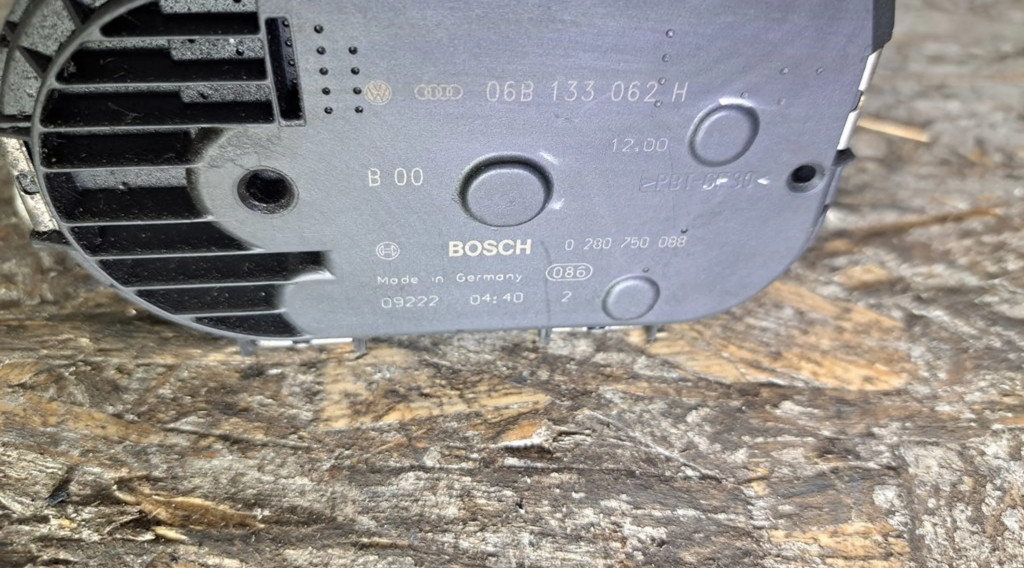 06B 133 062 H
12.00
B 00
BOSCH 0 280 750 088
Made in Germany 086
09222 04:40 2